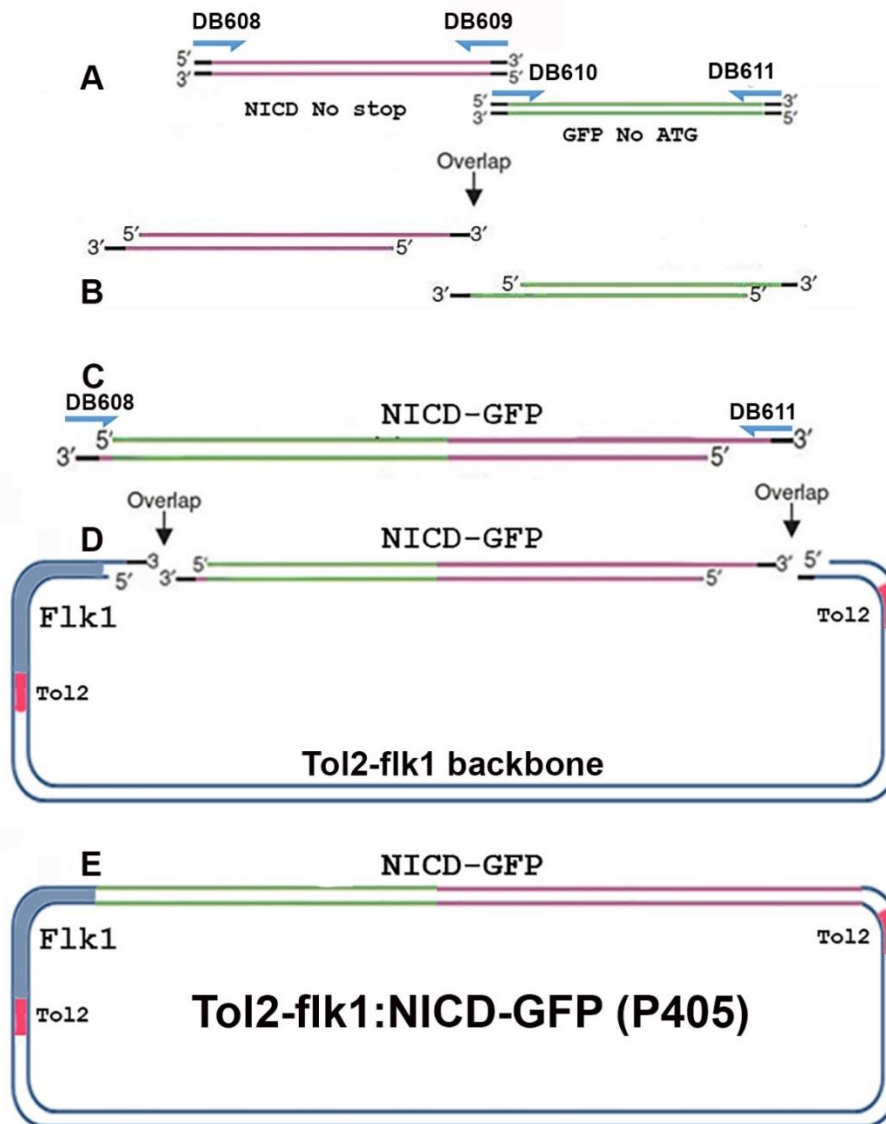 DB608
DB609
5′
3′
A
3′
5′
DB610
DB611
NICD No stop
5′
3′
3′
5′
GFP No ATG
Overlap
5′
3′
3′
5′
B
5′
3′
3′
5′
C
DB608
NICD-GFP
DB611
5′
3′
3′
5′
Overlap
Overlap
D
NICD-GFP
3
5′
3′
5′
5′
3′
5′
Flk1
Tol2
Tol2
Tol2-flk1 backbone
E
NICD-GFP
Flk1
Tol2
Tol2
Tol2-flk1:NICD-GFP (P405)